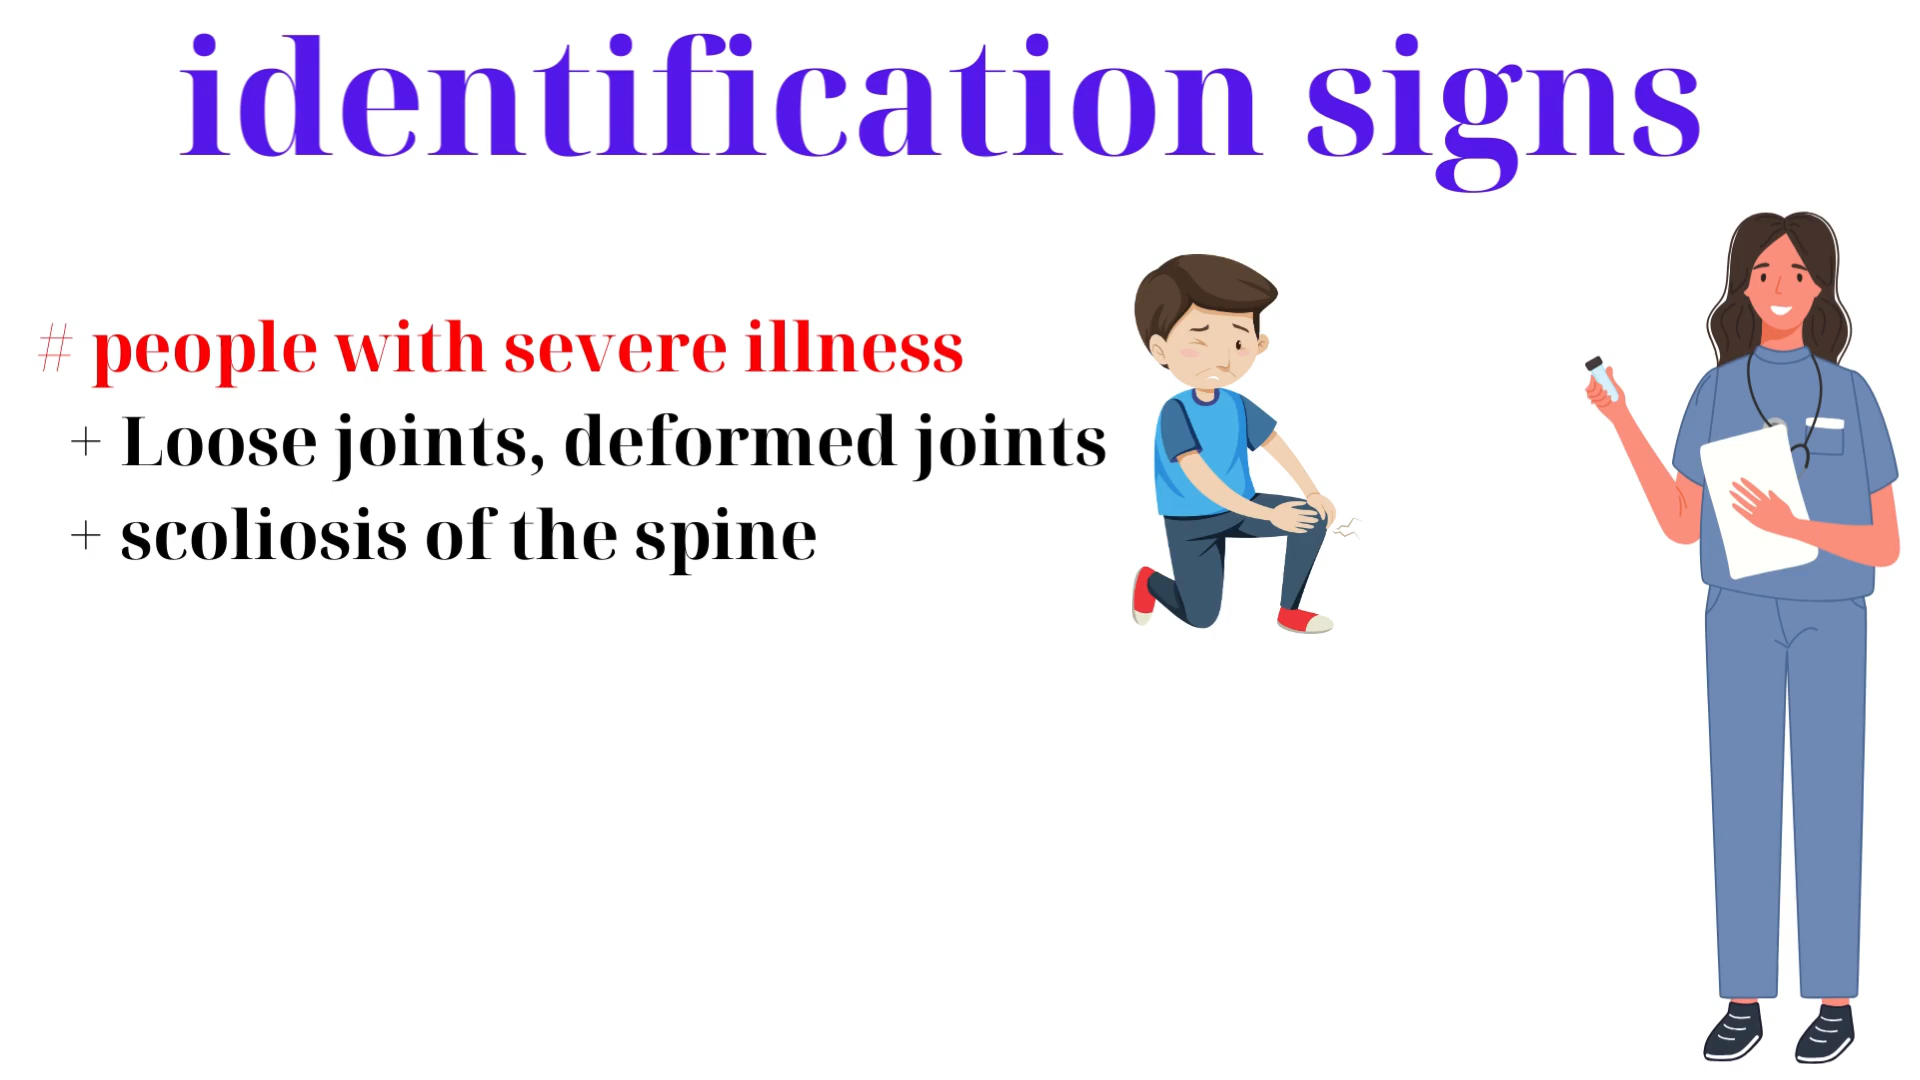 identification signs
# people with severe illness
+ Loose joints, deformed joints
+ scoliosis of the spine